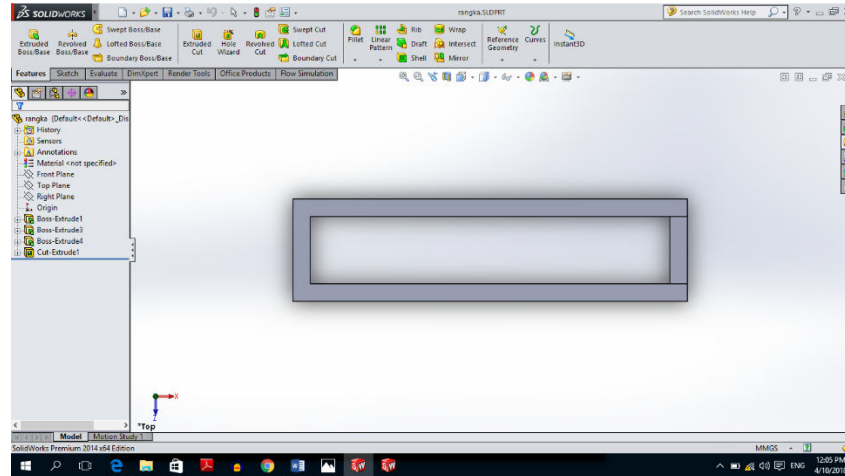 SOLIDWORKS
rangka.SLDPRT
Search SolidWorks Help
Extruded Boss/Base
Revolved Boss/Base
Swept Boss/Base
Lofted Boss/Base
Boundary Boss/Base
Extruded Cut
Hole Wizard
Revolved Cut
Swept Cut
Lofted Cut
Boundary Cut
Fillet
Linear Pattern
Rib
Draft
Shell
Wrap
Intersect
Mirror
Reference Geometry
Curves
Instant3D
Features Sketch Evaluate DimXpert Render Tools Office Products Flow Simulation
rangka (Default<<Default>_Dis
History
Sensors
Annotations
Material <not specified>
Front Plane
Top Plane
Right Plane
Origin
Boss-Extrude1
Boss-Extrude3
Boss-Extrude4
Cut-Extrude1
X
Z
*Top
Model Motion Study 1
SolidWorks Premium 2014 x64 Edition
MMGS
ENG
12:05 PM
4/10/2018